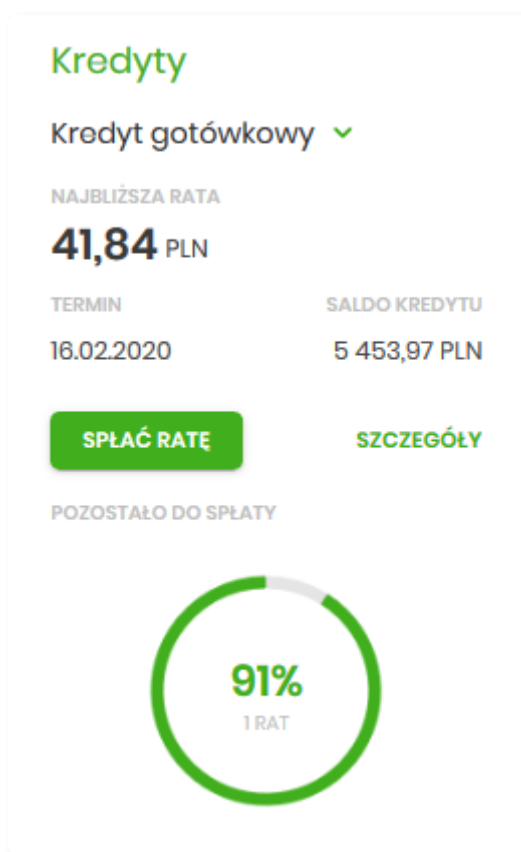 Kredyty
Kredyt gotówkowy
NAJBLIŻSZA RATA
41,84 PLN
TERMIN SALDO KREDYTU
16.02.2020 5 453,97 PLN
SPŁAĆ RATĘ SZCZEGÓŁY
POZOSTAŁO DO SPŁATY
91%
1 RAT